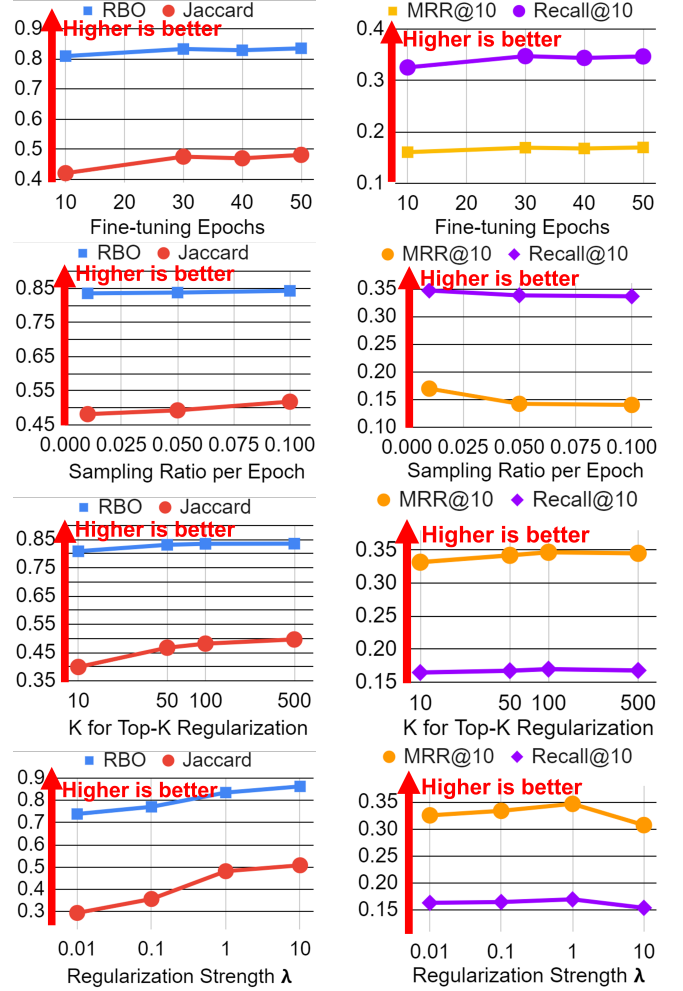 RBO Jaccard
Higher is better
0.9
0.8
0.7
0.6
0.5
0.4
10 20 30 40 50
Fine-tuning Epochs
MRR@10 Recall@10
Higher is better
0.4
0.3
0.2
0.1
10 20 30 40 50
Fine-tuning Epochs
RBO Jaccard
Higher is better
0.85
0.75
0.65
0.55
0.45
0.000 0.025 0.050 0.075 0.100
Sampling Ratio per Epoch
MRR@10 Recall@10
Higher is better
0.35
0.30
0.20
0.15
0.10
0.000 0.025 0.050 0.075 0.100
Sampling Ratio per Epoch
RBO Jaccard
Higher is better
0.85
0.75
0.65
0.55
0.45
0.35
10 50 100 500
K for Top-K Regularization
MRR@10 Recall@10
Higher is better
0.35
0.30
0.25
0.20
0.15
10 50 100 500
K for Top-K Regularization
RBO Jaccard
Higher is better
0.9
0.8
0.7
0.6
0.5
0.4
0.3
0.01 0.1 1 10
Regularization Strength λ
MRR@10 Recall@10
Higher is better
0.35
0.30
0.25
0.20
0.15
0.01 0.1 1 10
Regularization Strength λ